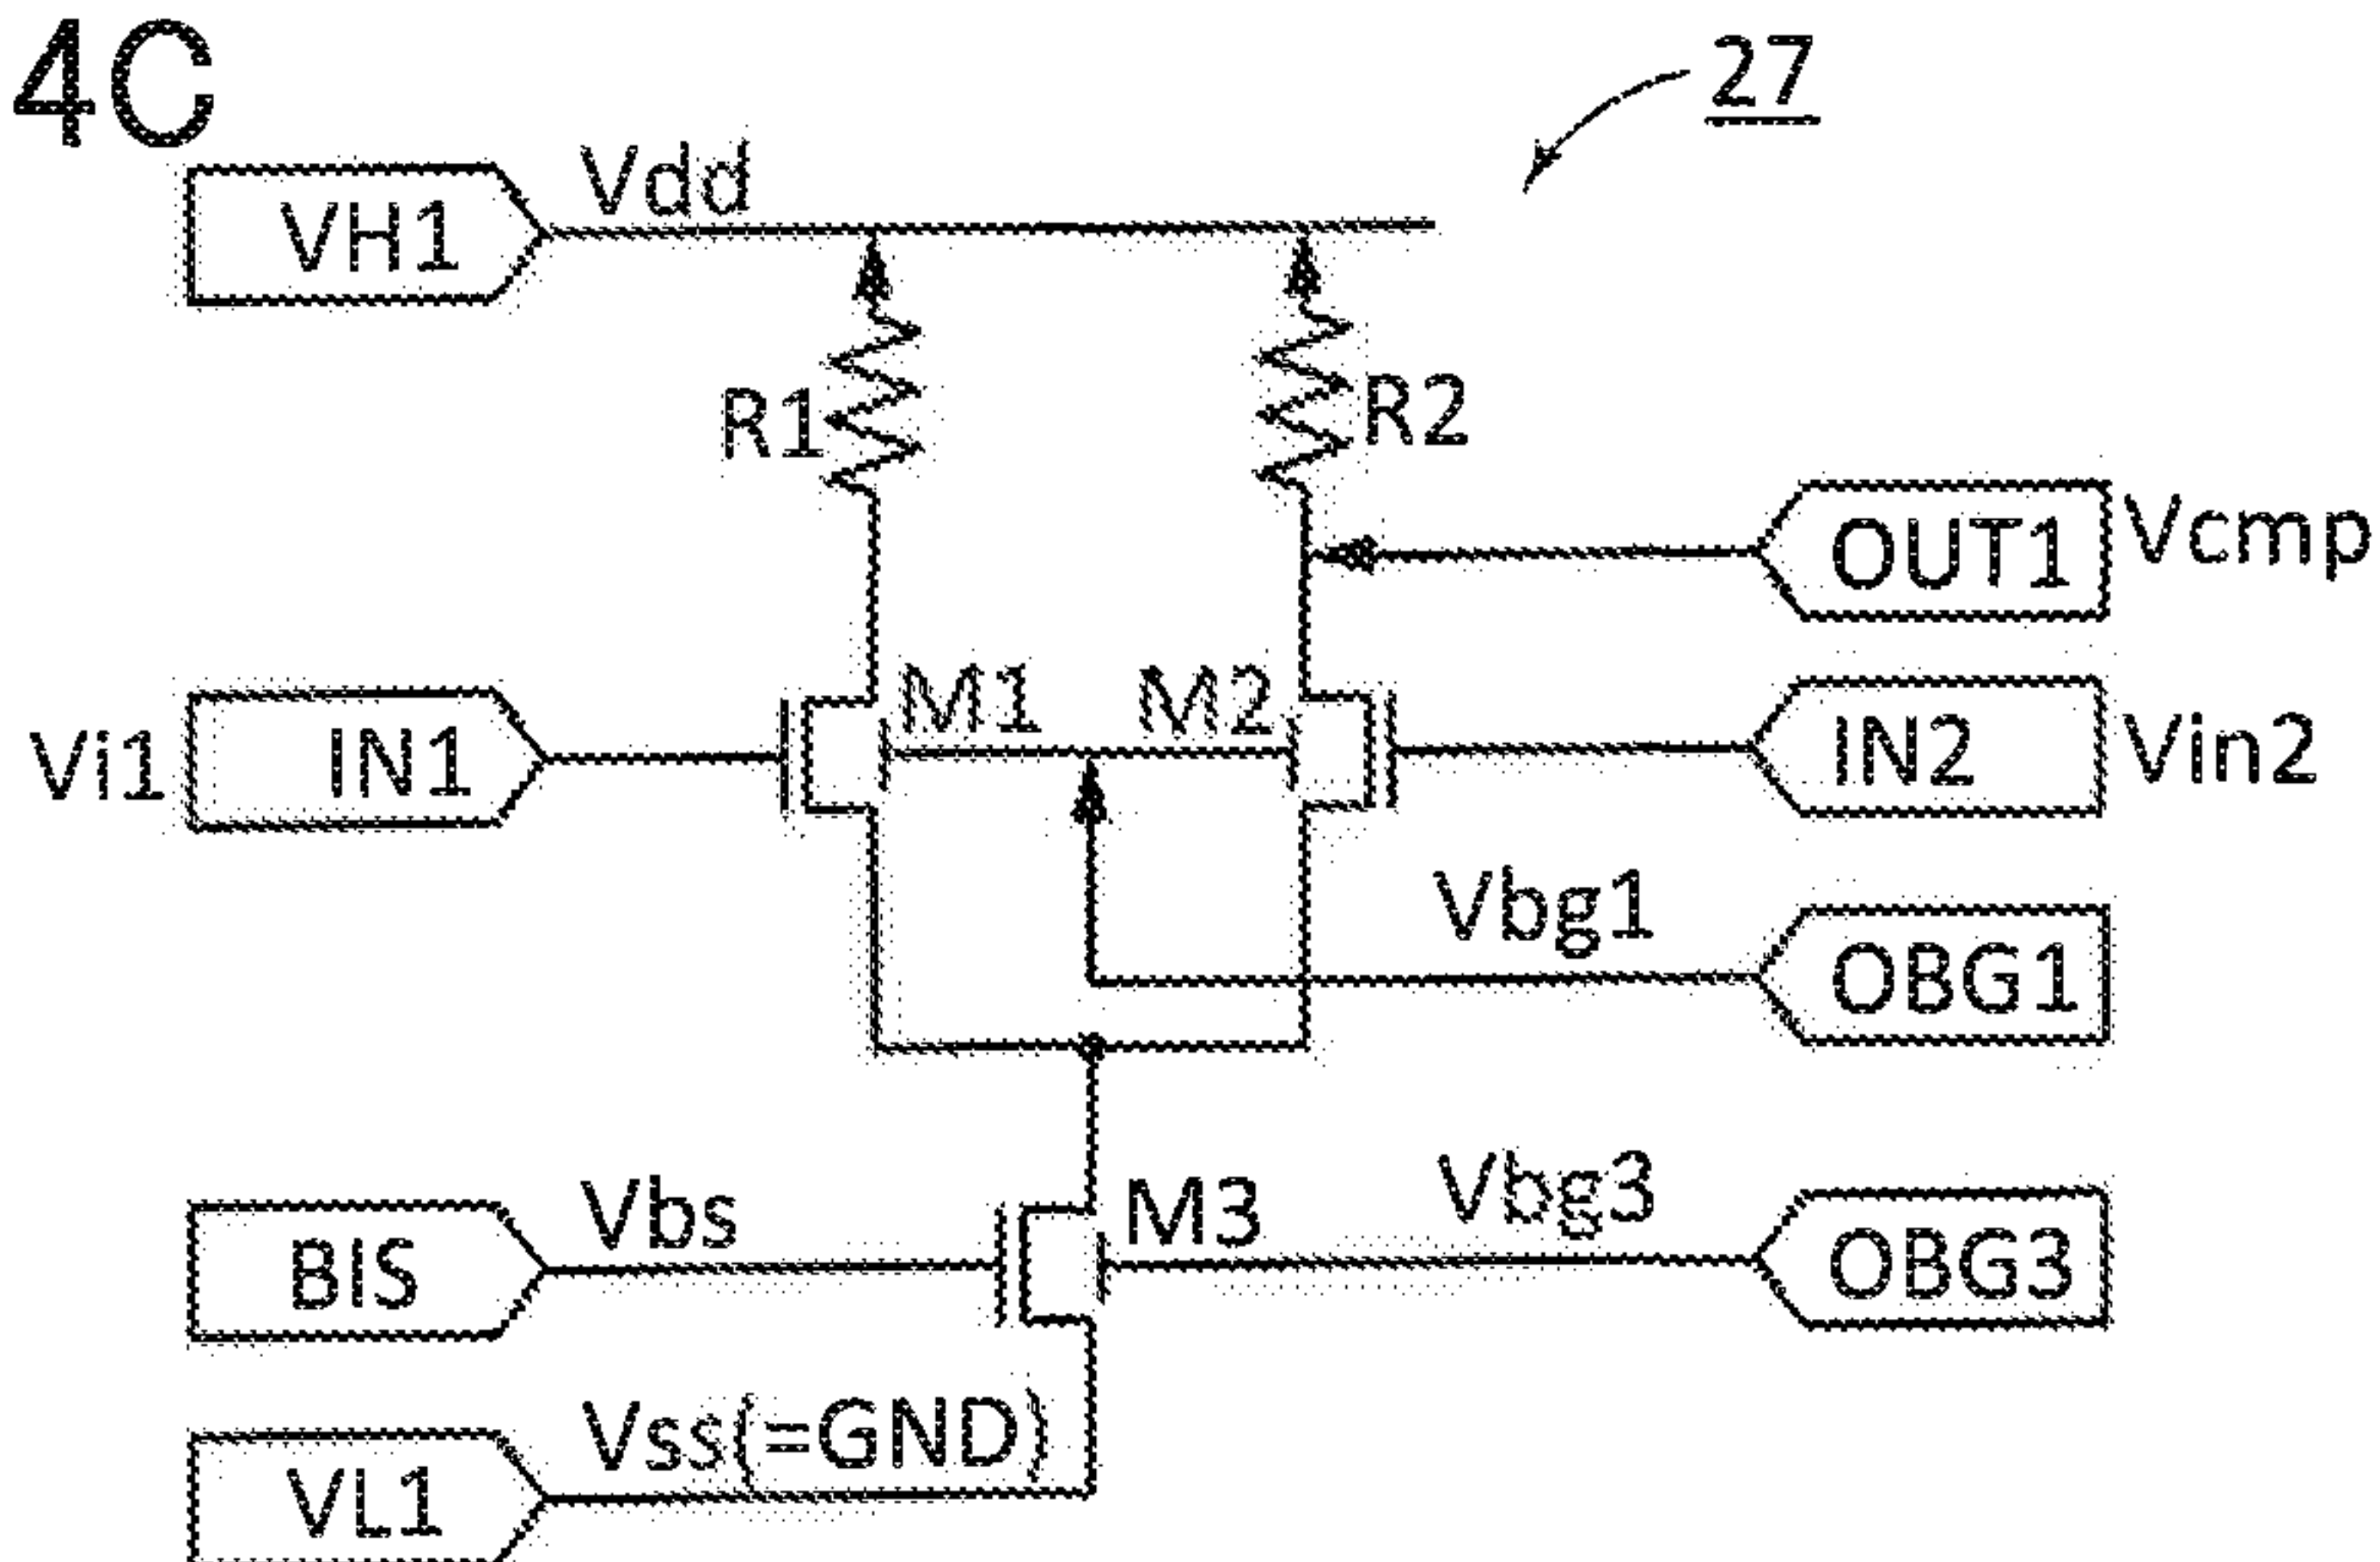 4C
27
VH1 Vdd
R1 R2
OUT1 Vcmp
M1 M2
Vi1 IN1 IN2 Vin2
Vbg1
OBG1
Vbs M3 Vbg3
BIS OBG3
Vss(=GND)
VL1